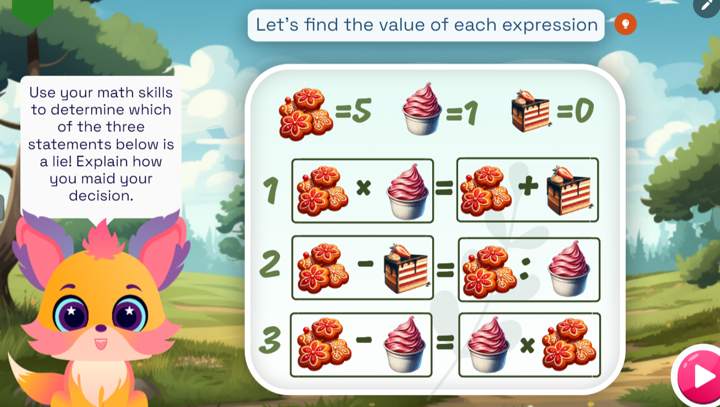 Let's find the value of each expression
Use your math skills
to determine which
of the three
statements below is
a lie! Explain how
you maid your
decision.
=5 =1 =0
1 × = +
2 - = :
3 - = ×